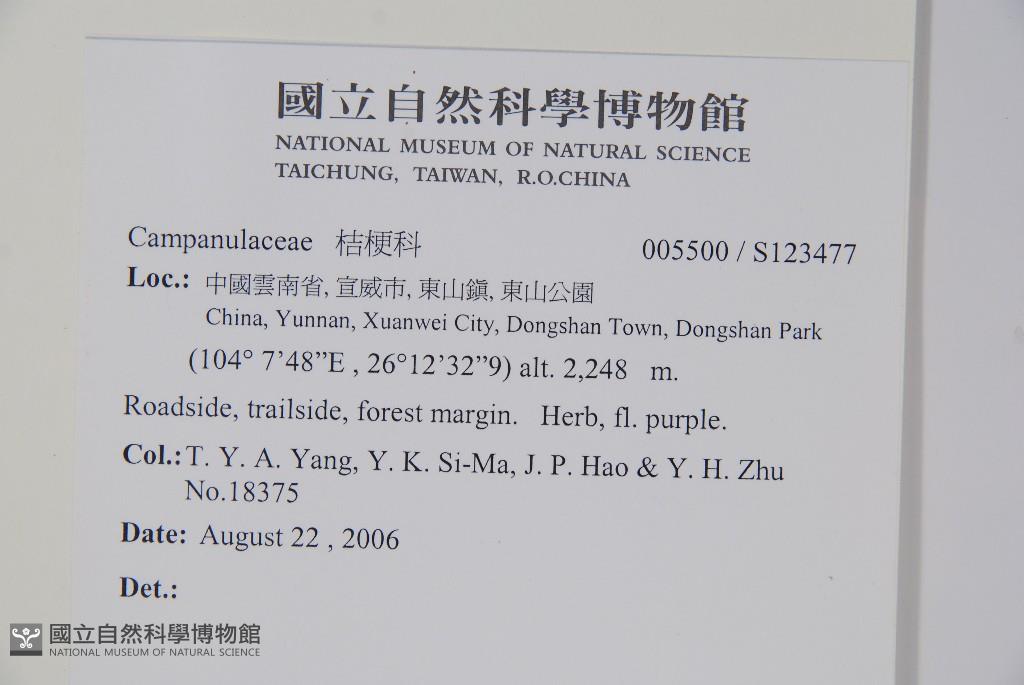 國立自然科學博物館
NATIONAL MUSEUM OF NATURAL SCIENCE
TAICHUNG, TAIWAN, R.O.CHINA
Campanulaceae 桔梗科 005500 / S123477
Loc.: 中國雲南省, 宣威市, 東山鎮, 東山公園
China, Yunnan, Xuanwei City, Dongshan Town, Dongshan Park
(104° 7’48”E , 26°12’32”9) alt. 2,248 m.
Roadside, trailside, forest margin. Herb, fl. purple.
Col.: T. Y. A. Yang, Y. K. Si-Ma, J. P. Hao & Y. H. Zhu
No.18375
Date: August 22 , 2006
Det.:
國立自然科學博物館
NATIONAL MUSEUM OF NATURAL SCIENCE